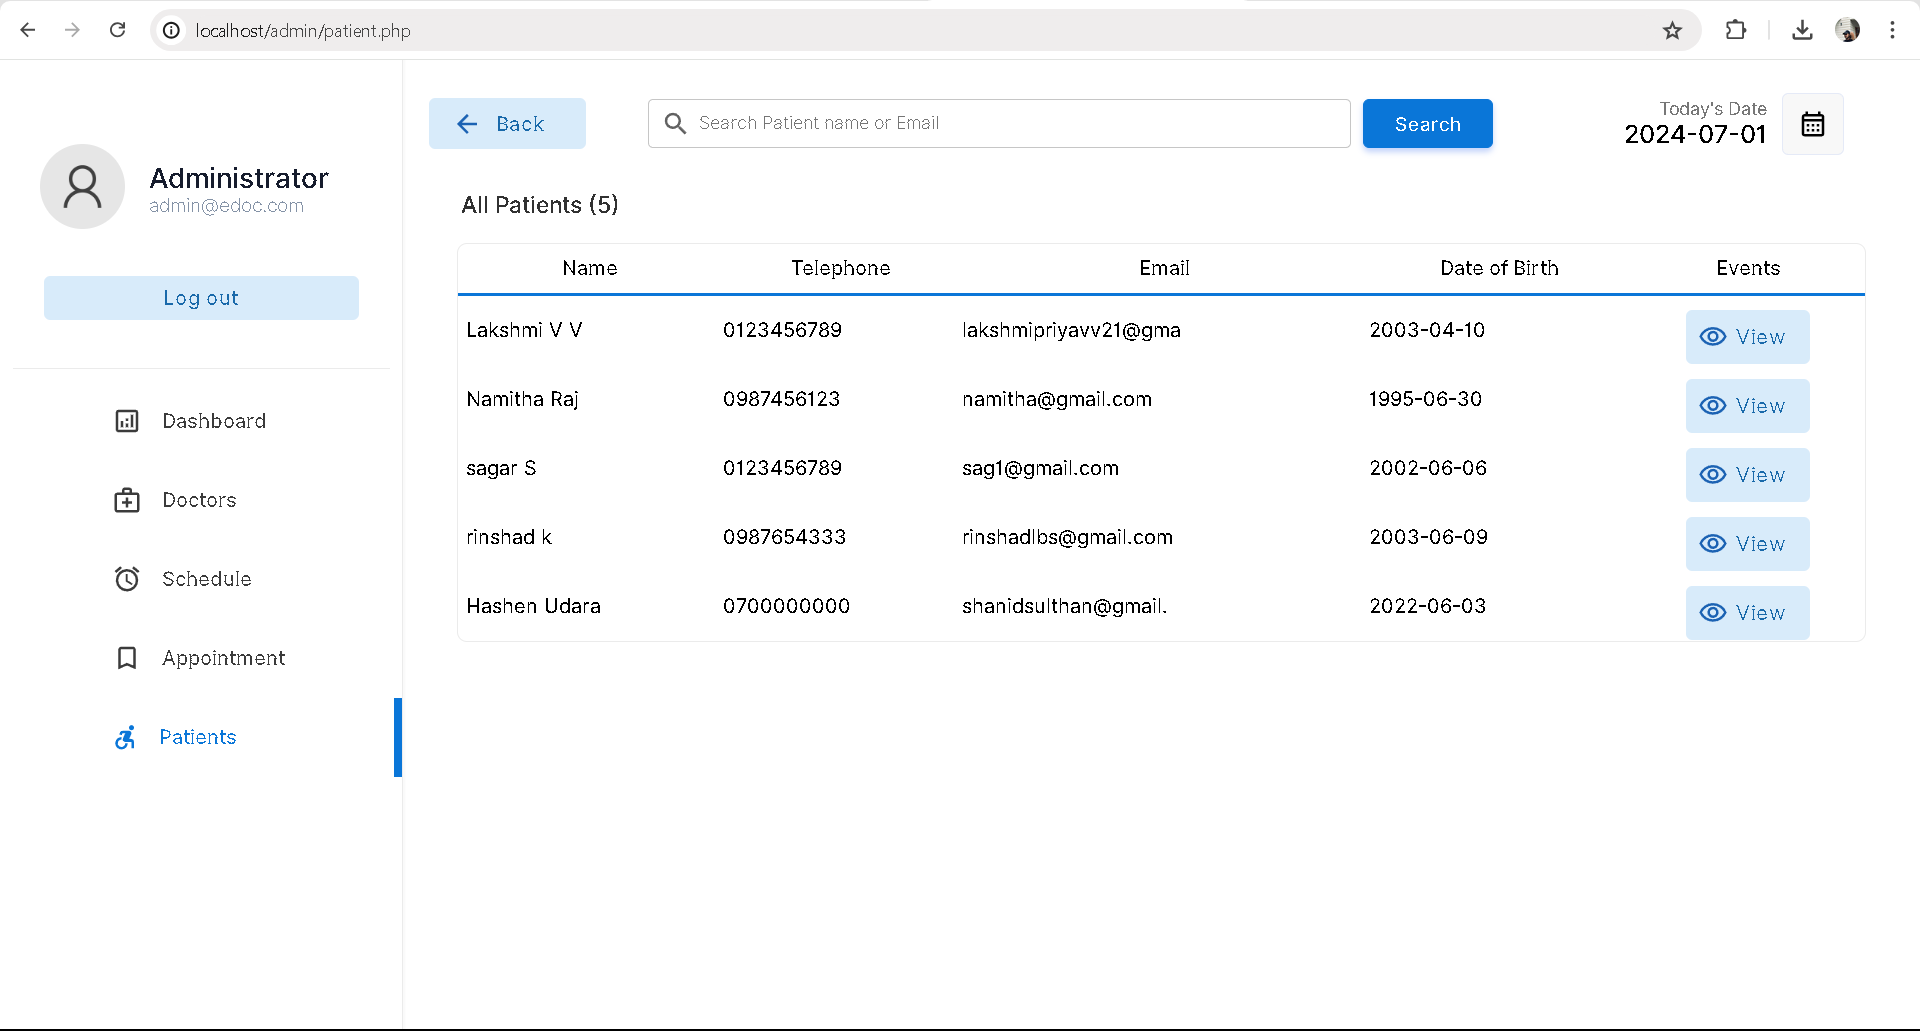 localhost/admin/patient.php
Administrator
admin@edoc.com
Log out
Dashboard
Doctors
Schedule
Appointment
Patients
Back
Search Patient name or Email
Search
Today's Date
2024-07-01
All Patients (5)
Name Telephone Email Date of Birth Events
Lakshmi V V 0123456789 lakshmipriyavv21@gma 2003-04-10 View
Namitha Raj 0987456123 namitha@gmail.com 1995-06-30 View
sagar S 0123456789 sag1@gmail.com 2002-06-06 View
rinshad k 0987654333 rinshadlbs@gmail.com 2003-06-09 View
Hashen Udara 0700000000 shanidsulthan@gmail. 2022-06-03 View